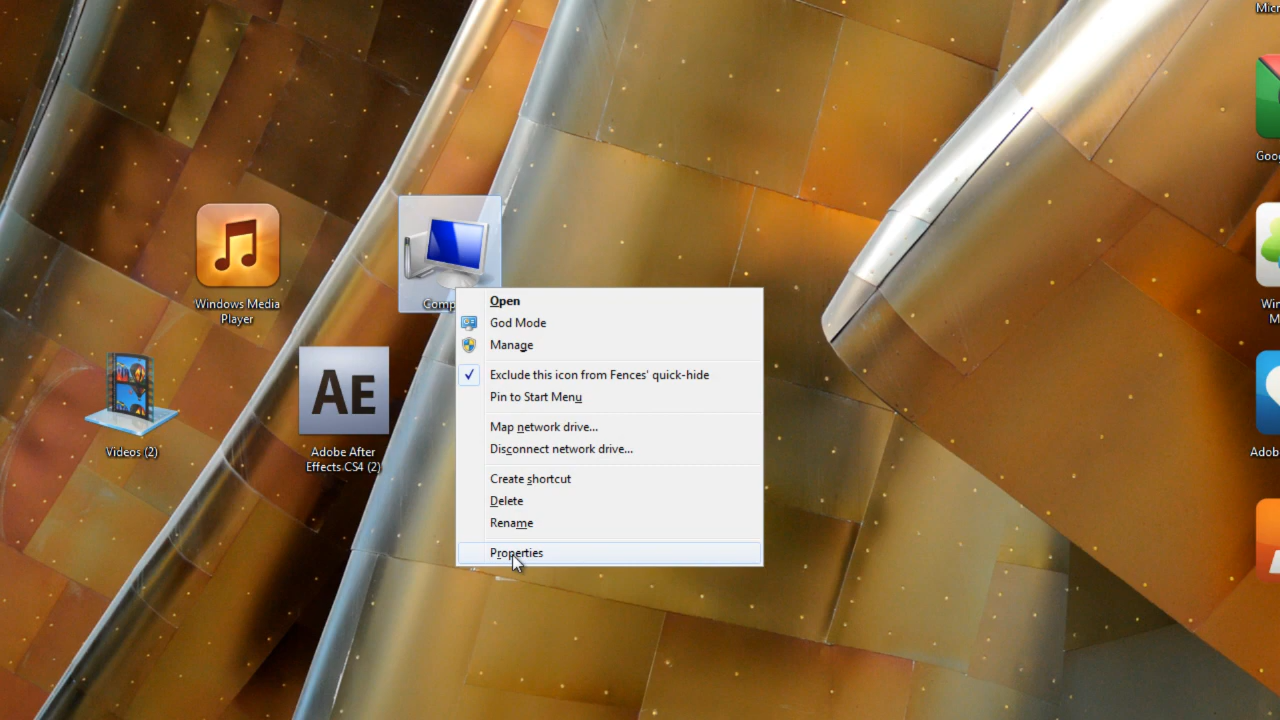 Micr
Goo
Windows Media
Player
Comp
Open
God Mode
Manage
Exclude this icon from Fences' quick-hide
Pin to Start Menu
Map network drive...
Disconnect network drive...
Create shortcut
Delete
Rename
Properties
Win
M
AE
Videos (2)
Adobe After
Effects CS4 (2)
Adob